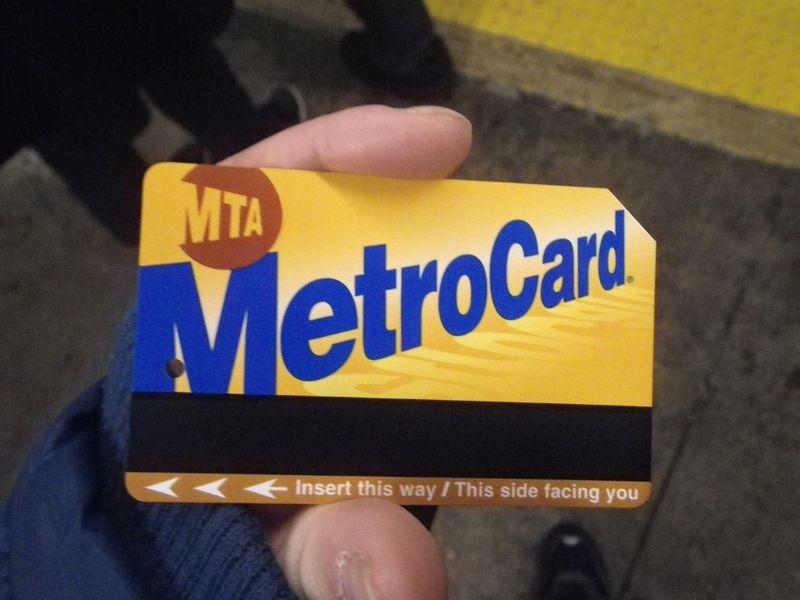 MTA
MetroCard®
Insert this way / This side facing you